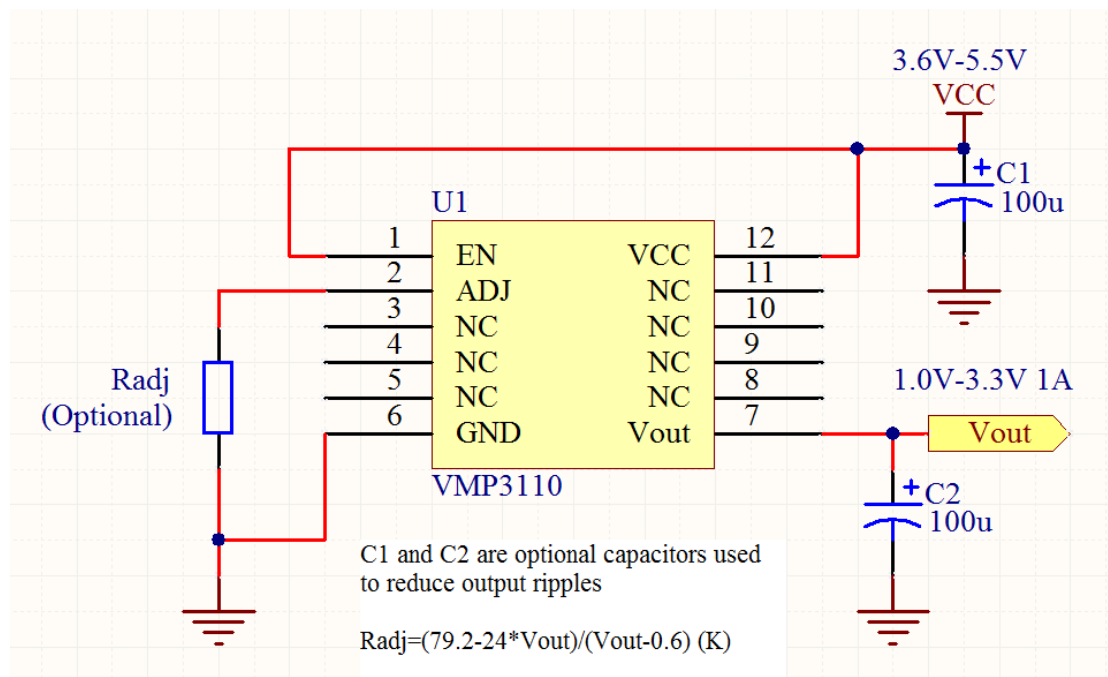 3.6V-5.5V
VCC
+ C1
100u
U1
1 EN VCC 12
2 ADJ NC 11
3 NC NC 10
4 NC NC 9
5 NC NC 8
6 GND Vout 7
VMP3110
Radj
(Optional)
1.0V-3.3V 1A
Vout
+ C2
100u
C1 and C2 are optional capacitors used
to reduce output ripples
Radj=(79.2-24*Vout)/(Vout-0.6) (K)